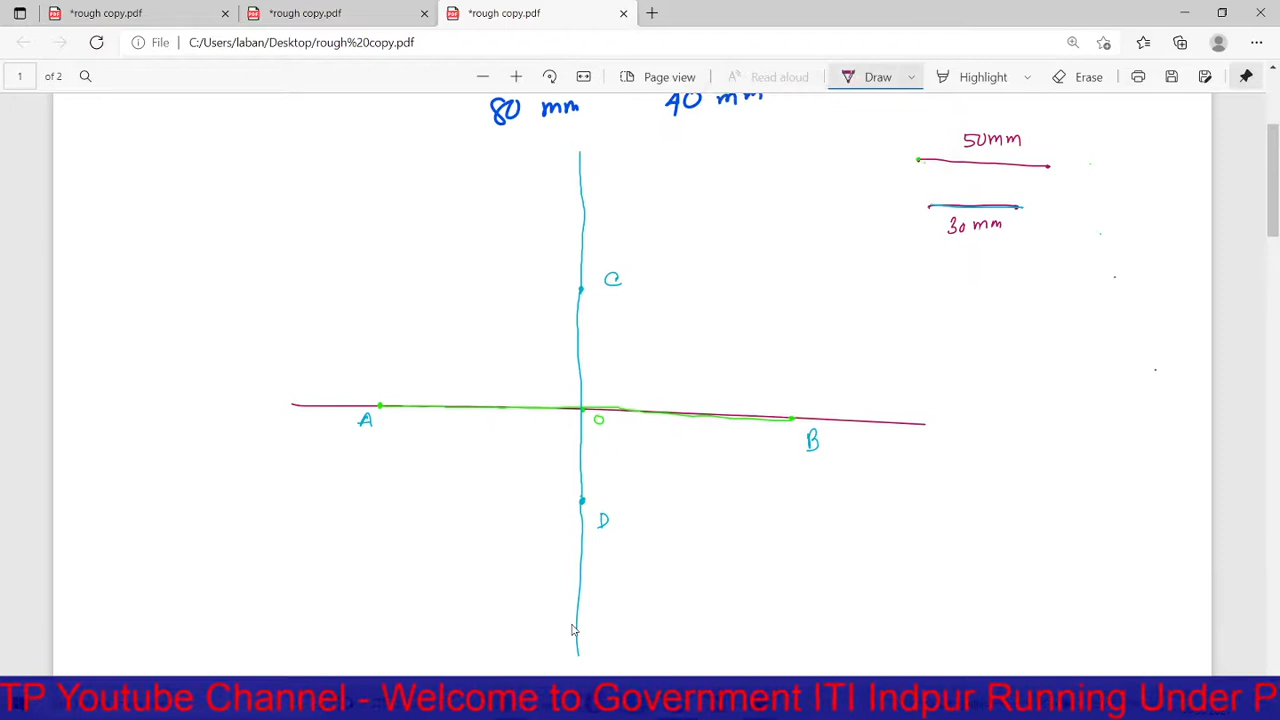 *rough copy.pdf
*rough copy.pdf
*rough copy.pdf
File C:/Users/laban/Desktop/rough%20copy.pdf
1 of 2 Page view Read aloud Draw Highlight Erase
80 mm 40 mm
50mm
30 mm
C
A O B
D
TP Youtube Channel - Welcome to Government ITI Indpur Running Under P